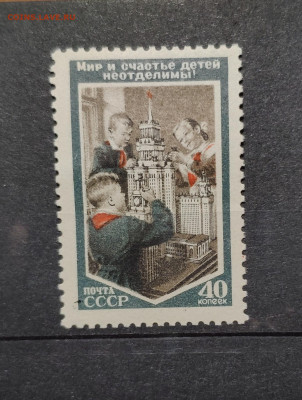 Мир и счастье детей
неотделимы!
ПОЧТА
СССР
40
копеек